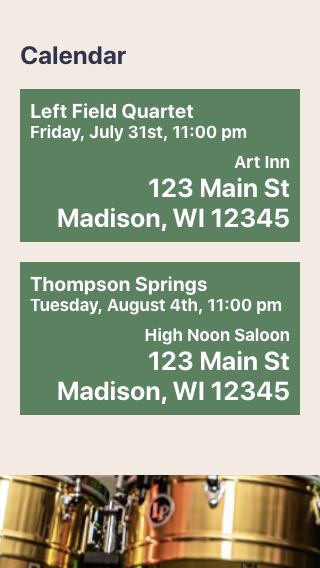 Calendar
Left Field Quartet
Friday, July 31st, 11:00 pm
Art Inn
123 Main St
Madison, WI 12345
Thompson Springs
Tuesday, August 4th, 11:00 pm
High Noon Saloon
123 Main St
Madison, WI 12345
LP